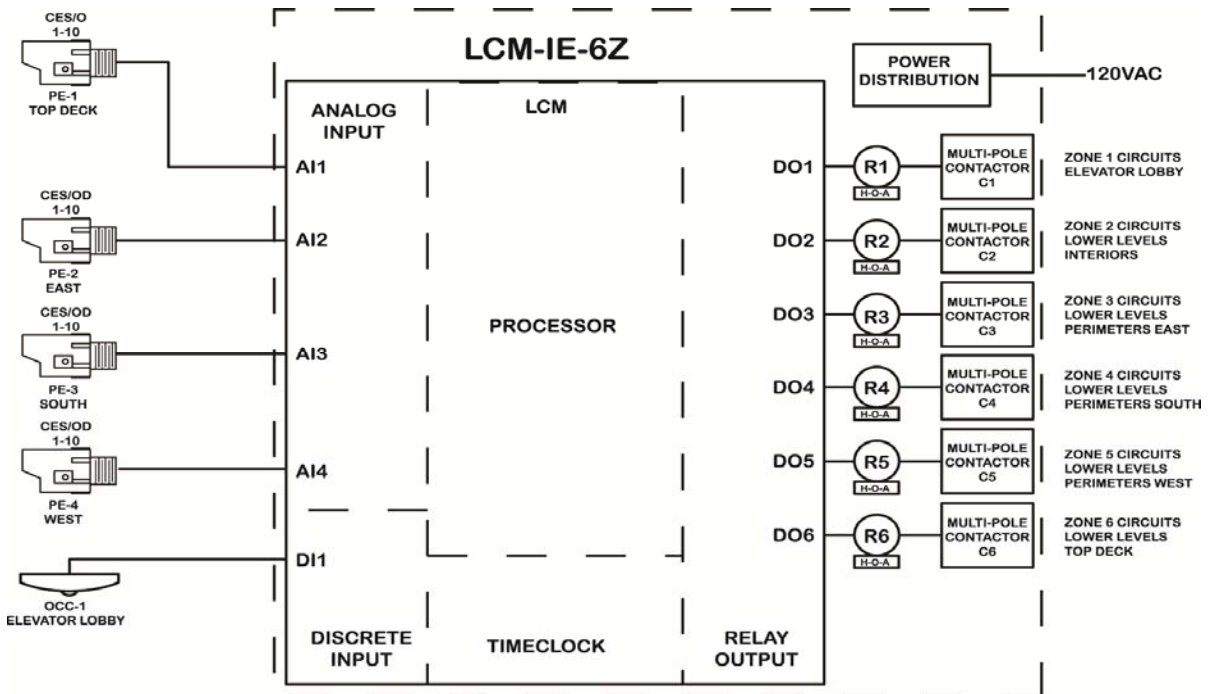 LCM-IE-6Z
CES/O
1-10
PE-1
TOP DECK
CES/OD
1-10
PE-2
EAST
CES/OD
1-10
PE-3
SOUTH
CES/OD
1-10
PE-4
WEST
OCC-1
ELEVATOR LOBBY
ANALOG
INPUT
AI1
AI2
AI3
AI4
DI1
DISCRETE
INPUT
LCM
PROCESSOR
TIMECLOCK
DO1
DO2
DO3
DO4
DO5
DO6
RELAY
OUTPUT
POWER
DISTRIBUTION
120VAC
R1
H-O-A
MULTI-POLE
CONTACTOR
C1
ZONE 1 CIRCUITS
ELEVATOR LOBBY
R2
H-O-A
MULTI-POLE
CONTACTOR
C2
ZONE 2 CIRCUITS
LOWER LEVELS
INTERIORS
R3
H-O-A
MULTI-POLE
CONTACTOR
C3
ZONE 3 CIRCUITS
LOWER LEVELS
PERIMETERS EAST
R4
H-O-A
MULTI-POLE
CONTACTOR
C4
ZONE 4 CIRCUITS
LOWER LEVELS
PERIMETERS SOUTH
R5
H-O-A
MULTI-POLE
CONTACTOR
C5
ZONE 5 CIRCUITS
LOWER LEVELS
PERIMETERS WEST
R6
H-O-A
MULTI-POLE
CONTACTOR
C6
ZONE 6 CIRCUITS
LOWER LEVELS
TOP DECK